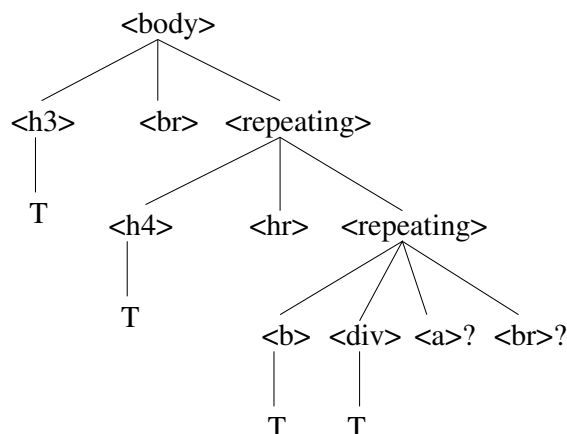 <body>
<h3> <br> <repeating>
T <h4> <hr> <repeating>
T <b> <div> <a>? <br>?
T T